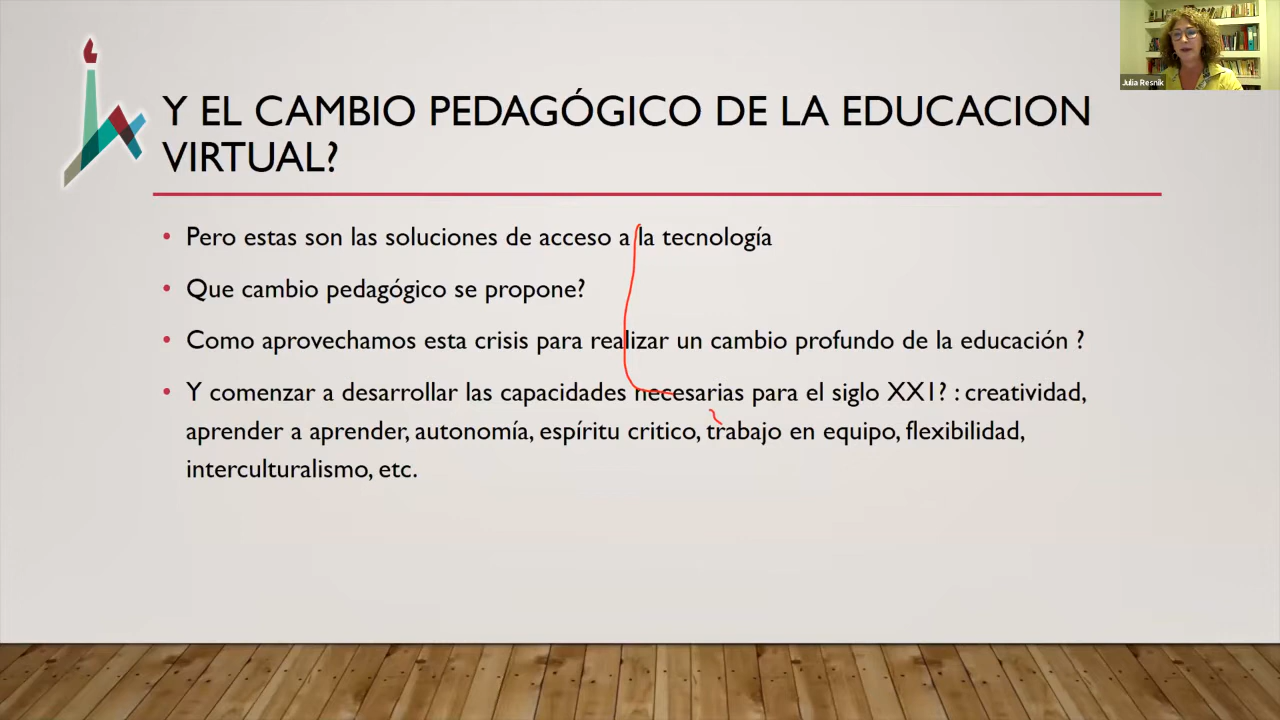 Julia Resnik
Y EL CAMBIO PEDAGÓGICO DE LA EDUCACION
VIRTUAL?
• Pero estas son las soluciones de acceso a la tecnología
• Que cambio pedagógico se propone?
• Como aprovechamos esta crisis para realizar un cambio profundo de la educación ?
• Y comenzar a desarrollar las capacidades necesarias para el siglo XX1? : creatividad,
aprender a aprender, autonomía, espíritu critico, trabajo en equipo, flexibilidad,
interculturalismo, etc.